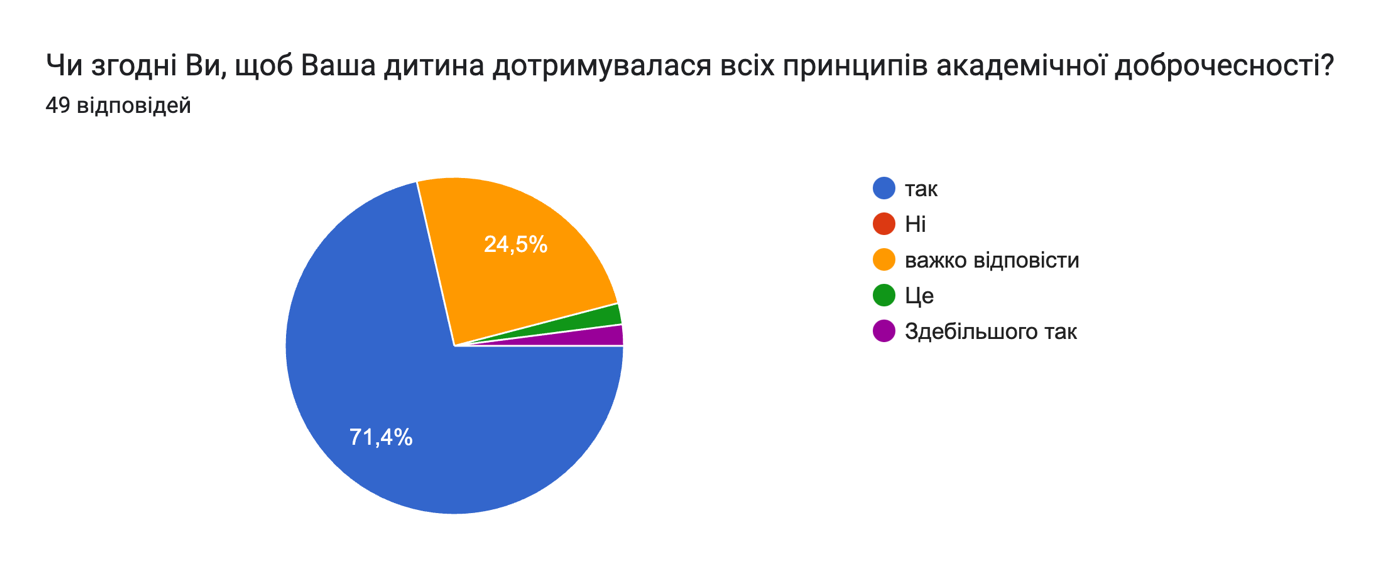 Чи згодні Ви, щоб Ваша дитина дотримувалася всіх принципів академічної доброчесності?
49 відповідей
24,5%
71,4%
так
Ні
важко відповісти
Це
Здебільшого так